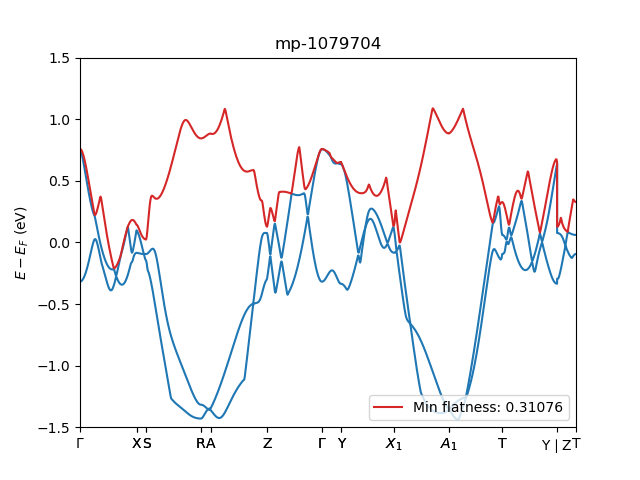 mp-1079704
E − E_F (eV)
1.5
1.0
0.5
0.0
−0.5
−1.0
−1.5
Min flatness: 0.31076
Γ X S R A Z Γ Y X₁ A₁ T Y | Z T